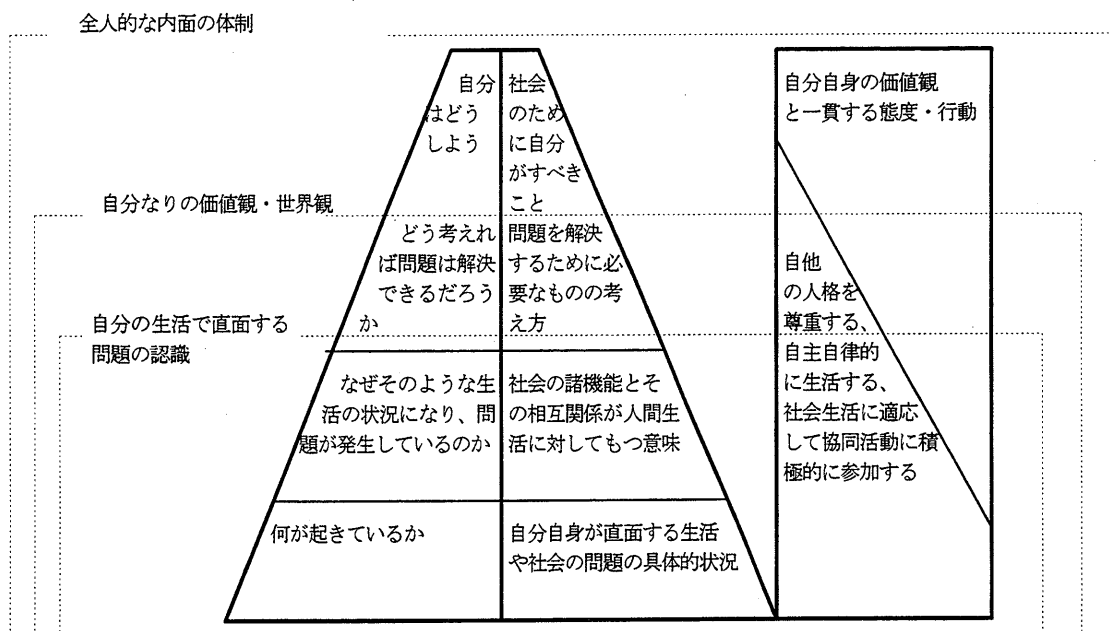 全人的な内面の体制
自分
はどう
しよう
社会
のため
に自分
がすべき
こと
自分自身の価値観
と一貫する態度・行動
自分なりの価値観・世界観
どう考えれ
ば問題は解決
できるだろう
か
問題を解決
するために必
要なものの考
え方
自他
の人格を
尊重する、
自主自律的
に生活する、
社会生活に適応
して協同活動に積
極的に参加する
自分の生活で直面する
問題の認識
なぜそのような生
活の状況になり、問
題が発生しているのか
社会の諸機能とそ
の相互関係が人間生
活に対してもつ意味
何が起きているか
自分自身が直面する生活
や社会の問題の具体的状況